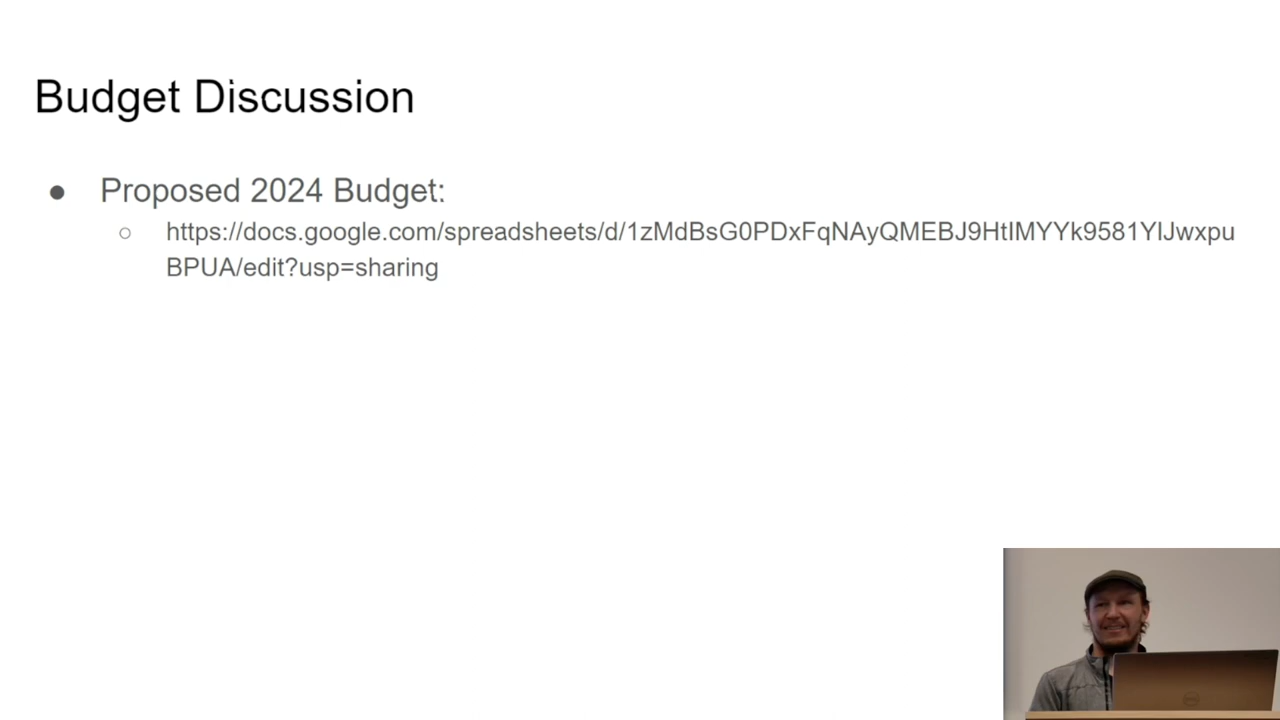 Budget Discussion
● Proposed 2024 Budget:
○ https://docs.google.com/spreadsheets/d/1zMdBsG0PDxFqNAyQMEBJ9HtIMYYk9581YIJwxpu
BPUA/edit?usp=sharing